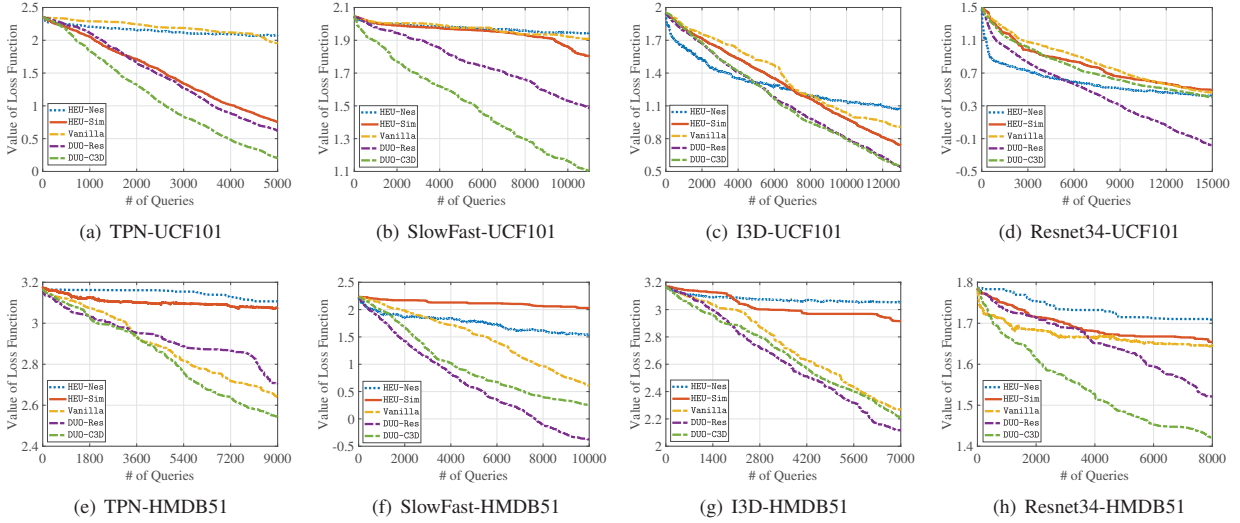 Value of Loss Function
2.5
2
1.5
1
0.5
0
HEU-Nes
HEU-Sim
Vanilla
DUO-Res
DUO-C3D
0 1000 2000 3000 4000 5000
# of Queries
(a) TPN-UCF101
Value of Loss Function
2.1
1.9
1.7
1.5
1.3
1.1
HEU-Nes
HEU-Sim
Vanilla
DUO-Res
DUO-C3D
0 2000 4000 6000 8000 10000
# of Queries
(b) SlowFast-UCF101
Value of Loss Function
2
1.7
1.4
1.1
0.8
0.5
HEU-Nes
HEU-Sim
Vanilla
DUO-Res
DUO-C3D
0 2000 4000 6000 8000 10000 12000
# of Queries
(c) I3D-UCF101
Value of Loss Function
1.5
1.1
0.7
0.3
-0.1
-0.5
HEU-Nes
HEU-Sim
Vanilla
DUO-Res
DUO-C3D
0 3000 6000 9000 12000 15000
# of Queries
(d) Resnet34-UCF101
Value of Loss Function
3.2
3
2.8
2.6
2.4
HEU-Nes
HEU-Sim
Vanilla
DUO-Res
DUO-C3D
0 1800 3600 5400 7200 9000
# of Queries
(e) TPN-HMDB51
Value of Loss Function
2.5
2
1.5
1
0.5
0
-0.5
HEU-Nes
HEU-Sim
Vanilla
DUO-Res
DUO-C3D
0 2000 4000 6000 8000 10000
# of Queries
(f) SlowFast-HMDB51
Value of Loss Function
3.2
3
2.8
2.6
2.4
2.2
2
HEU-Nes
HEU-Sim
Vanilla
DUO-Res
DUO-C3D
0 1400 2800 4200 5600 7000
# of Queries
(g) I3D-HMDB51
Value of Loss Function
1.8
1.7
1.6
1.5
1.4
HEU-Nes
HEU-Sim
Vanilla
DUO-Res
DUO-C3D
0 2000 4000 6000 8000
# of Queries
(h) Resnet34-HMDB51